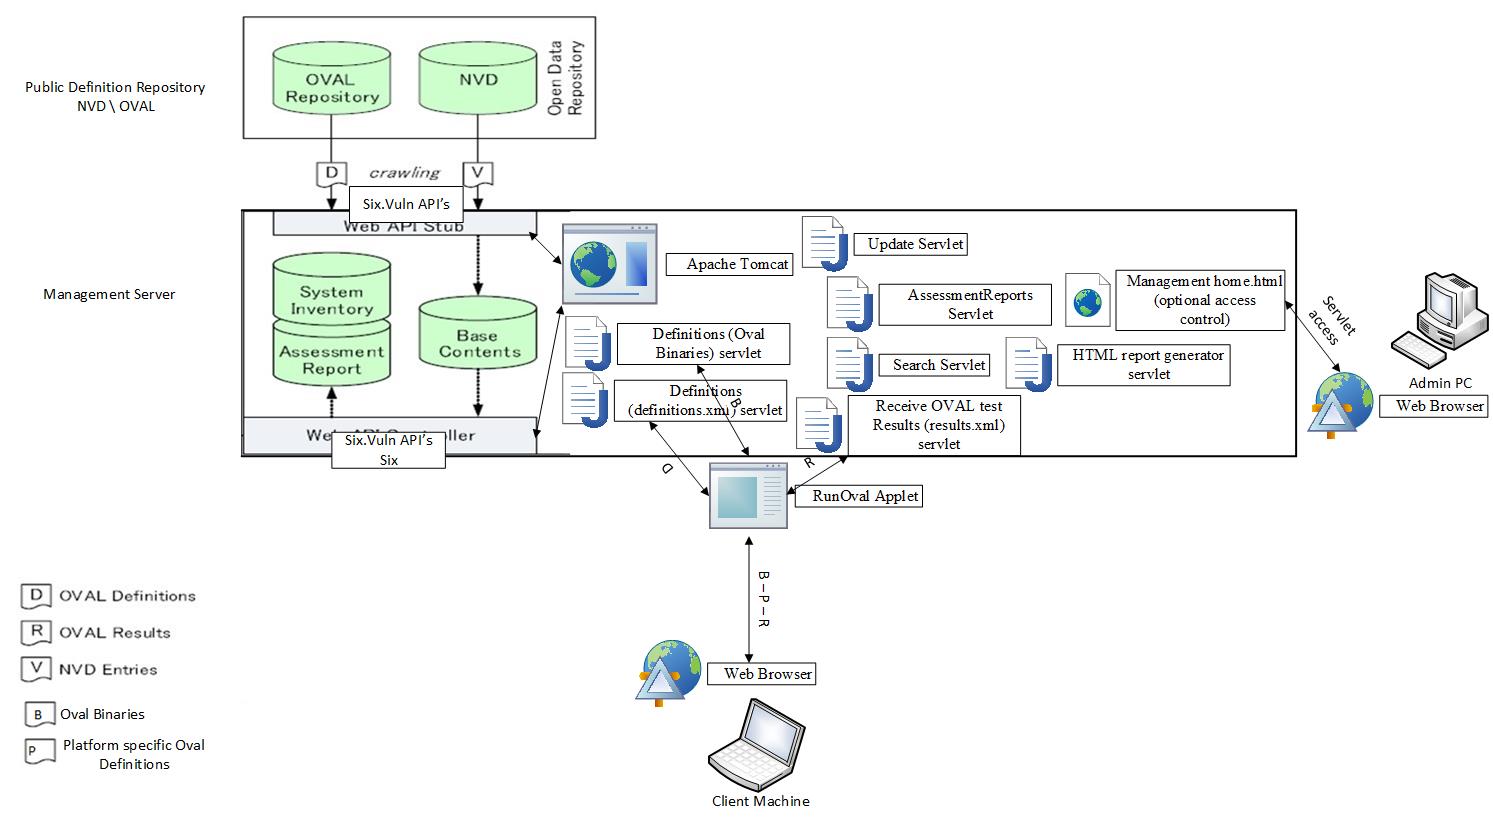 Public Definition Repository
NVD \ OVAL
OVAL
Repository
NVD
Open Data
Repository
D
crawling
V
Six.Vuln API's
Web API Stub
Management Server
System
Inventory
Assessment
Report
Base
Contents
Six.Vuln API's
Six
Apache Tomcat
Update Servlet
AssessmentReports
Servlet
Management home.html
(optional access
control)
Definitions (Oval
Binaries) servlet
Search Servlet
HTML report generator
servlet
Definitions
(definitions.xml) servlet
B
Receive OVAL test
Results (results.xml)
servlet
Servlet
access
Admin PC
Web Browser
D
R
RunOval Applet
B – P – R
Web Browser
Client Machine
D OVAL Definitions
R OVAL Results
V NVD Entries
B Oval Binaries
P Platform specific Oval
Definitions